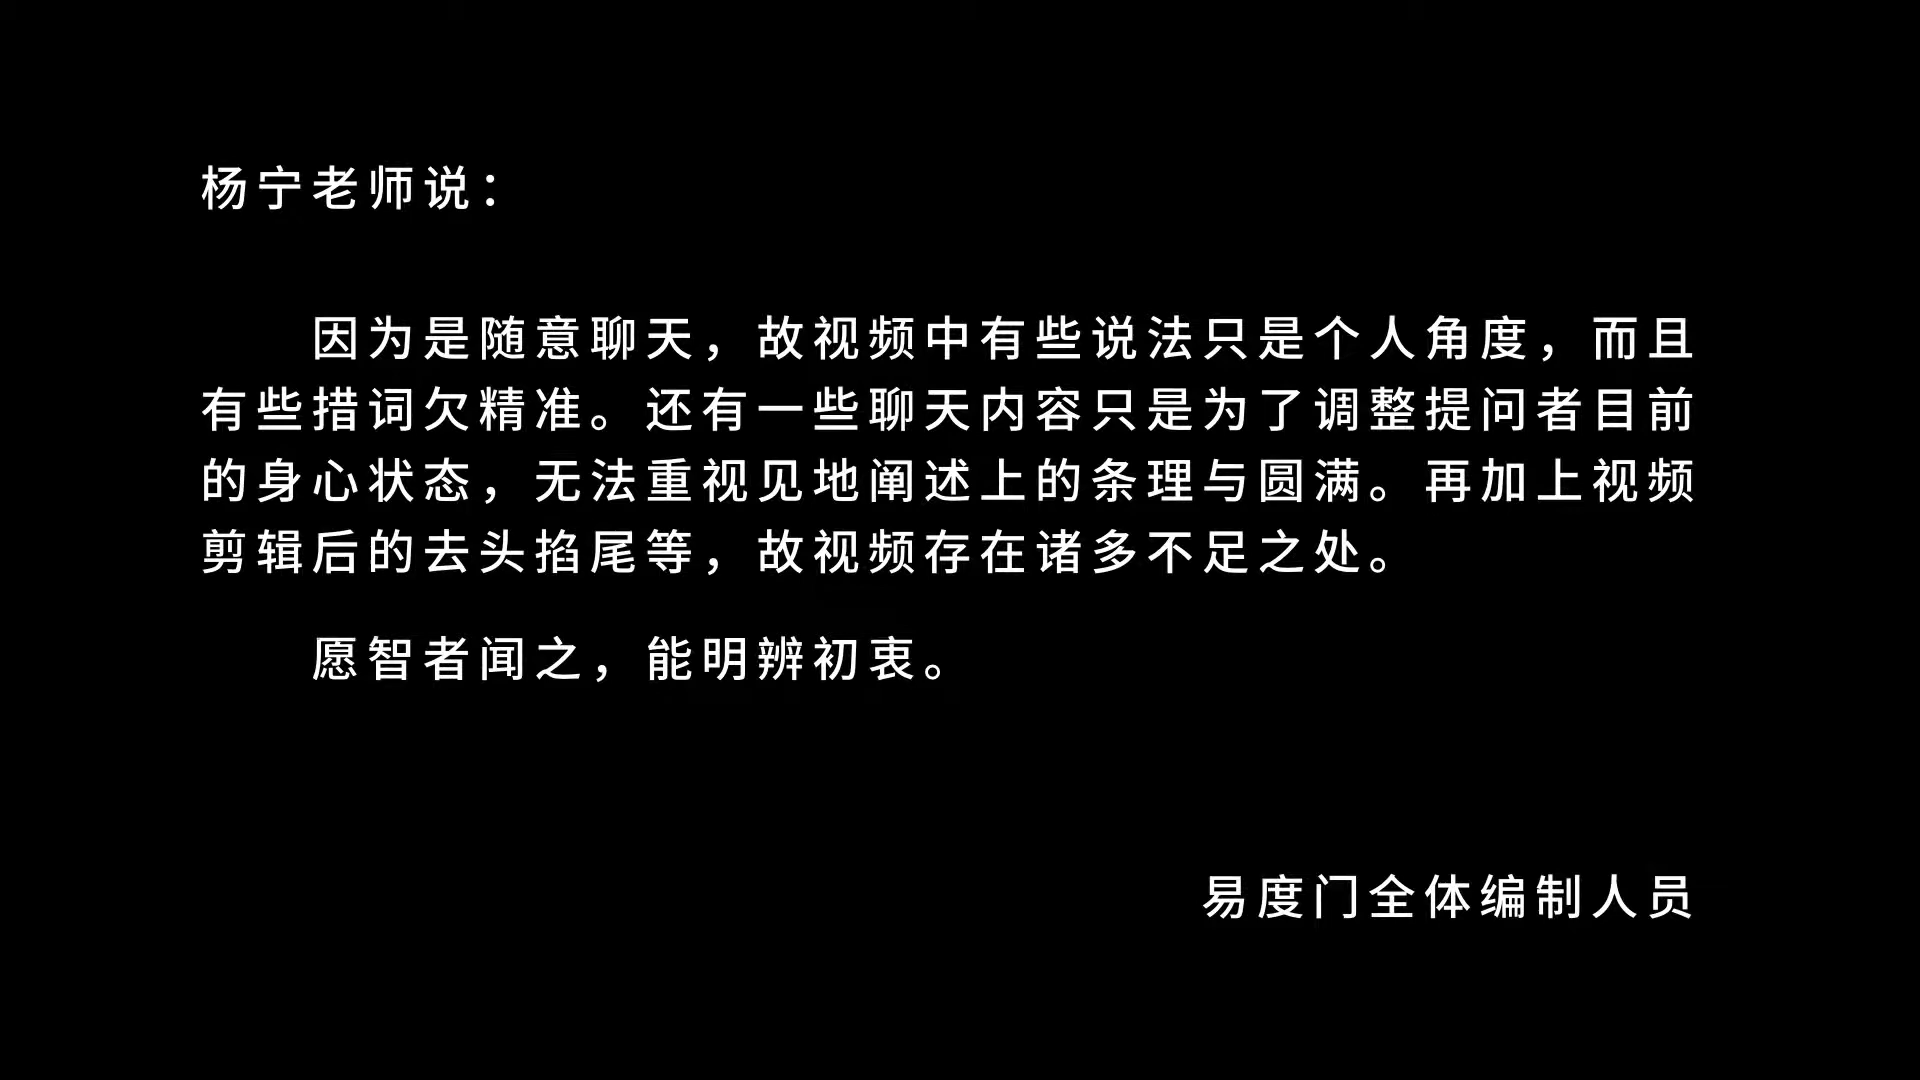 杨宁老师说：
因为是随意聊天，故视频中有些说法只是个人角度，而且
有些措词欠精准。还有一些聊天内容只是为了调整提问者目前
的身心状态，无法重视见地阐述上的条理与圆满。再加上视频
剪辑后的去头掐尾等，故视频存在诸多不足之处。
愿智者闻之，能明辨初衷。
易度门全体编制人员